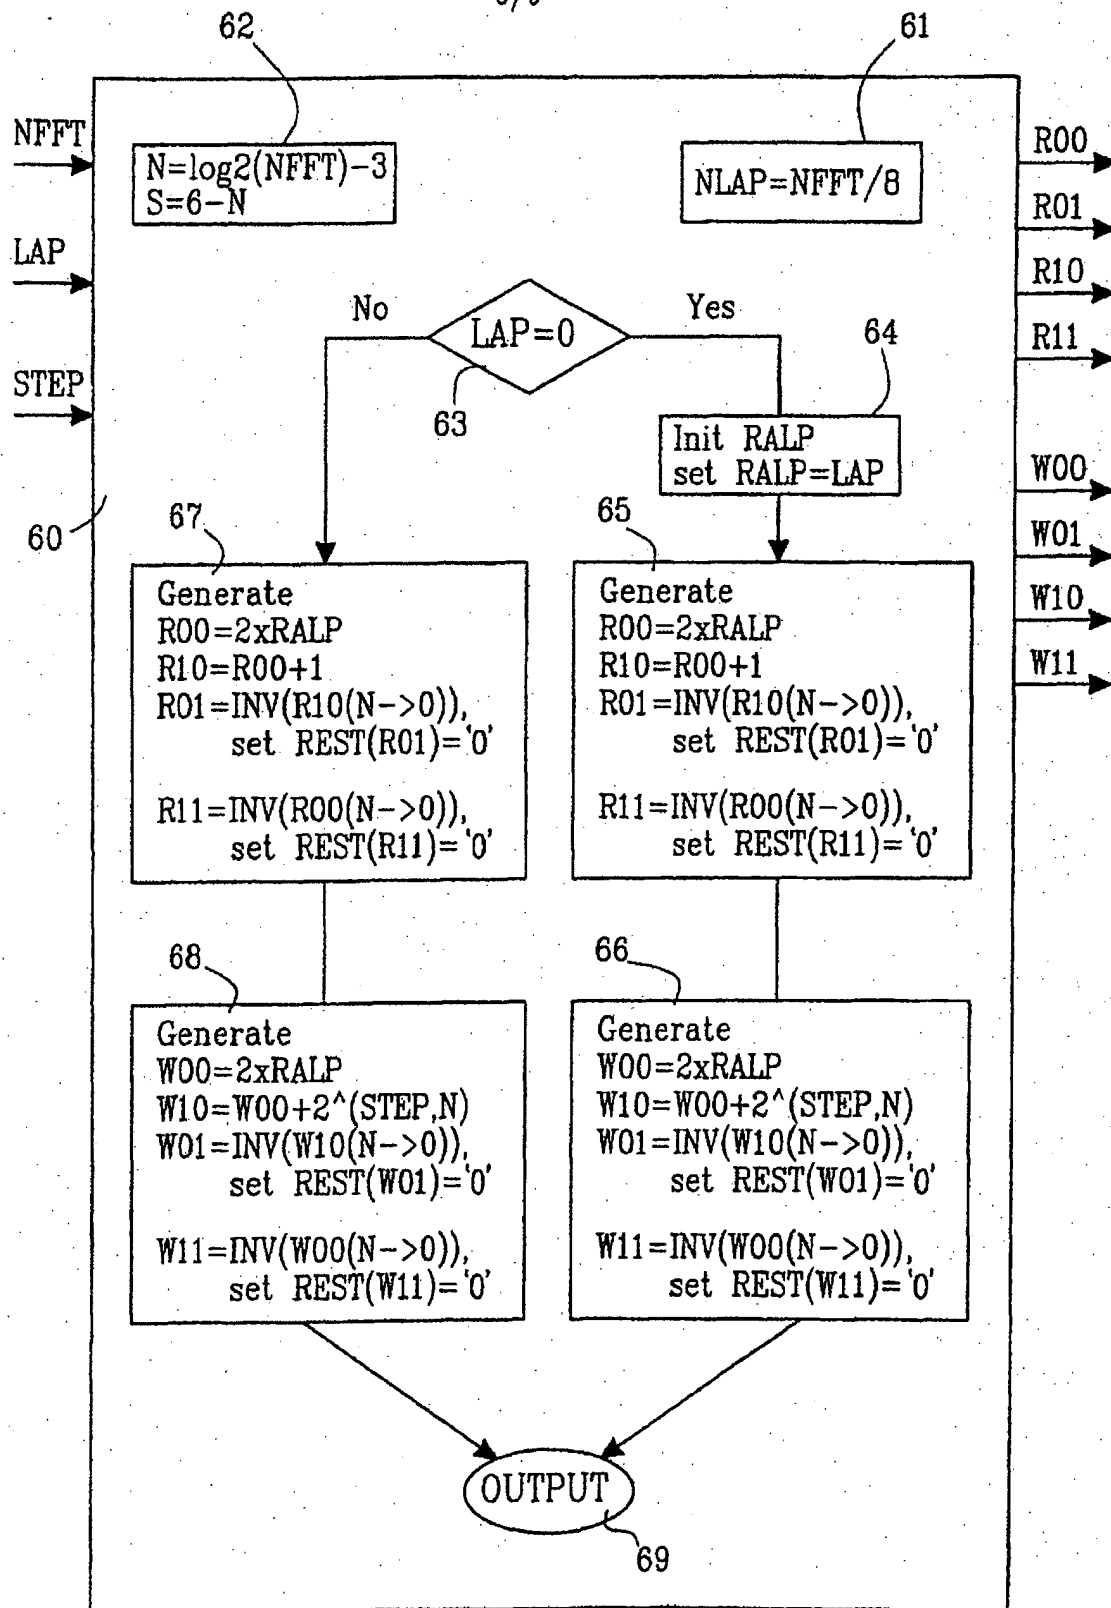 62
61
NFFT
LAP
STEP
N=log2(NFFT)-3
S=6-N
NLAP=NFFT/8
R00
R01
R10
R11
W00
W01
W10
W11
No
LAP=0
Yes
63
64
Init RALP
set RALP=LAP
60
67
Generate
R00=2xRALP
R10=R00+1
R01=INV(R10(N->0)),
set REST(R01)='0'
R11=INV(R00(N->0)),
set REST(R11)='0'
65
Generate
R00=2xRALP
R10=R00+1
R01=INV(R10(N->0)),
set REST(R01)='0'
R11=INV(R00(N->0)),
set REST(R11)='0'
68
Generate
W00=2xRALP
W10=W00+2^(STEP,N)
W01=INV(W10(N->0)),
set REST(W01)='0'
W11=INV(W00(N->0)),
set REST(W11)='0'
66
Generate
W00=2xRALP
W10=W00+2^(STEP,N)
W01=INV(W10(N->0)),
set REST(W01)='0'
W11=INV(W00(N->0)),
set REST(W11)='0'
OUTPUT
69